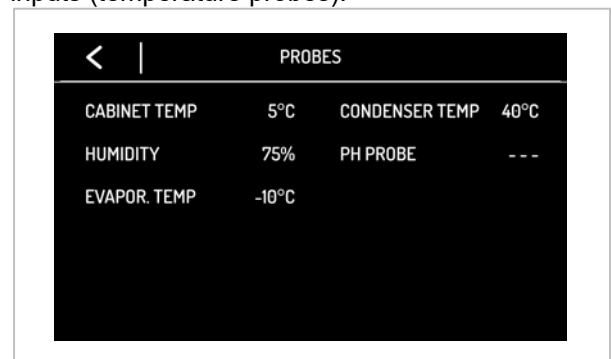 inputs (temperature probes).
< | PROBES
CABINET TEMP 5°C CONDENSER TEMP 40°C
HUMIDITY 75% PH PROBE ---
EVAPOR. TEMP -10°C